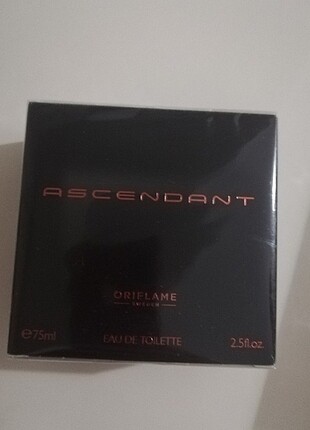 ASCENDANT
ORIFLAME
SWEDEN
℮75ml EAU DE TOILETTE 2.5fl.oz.